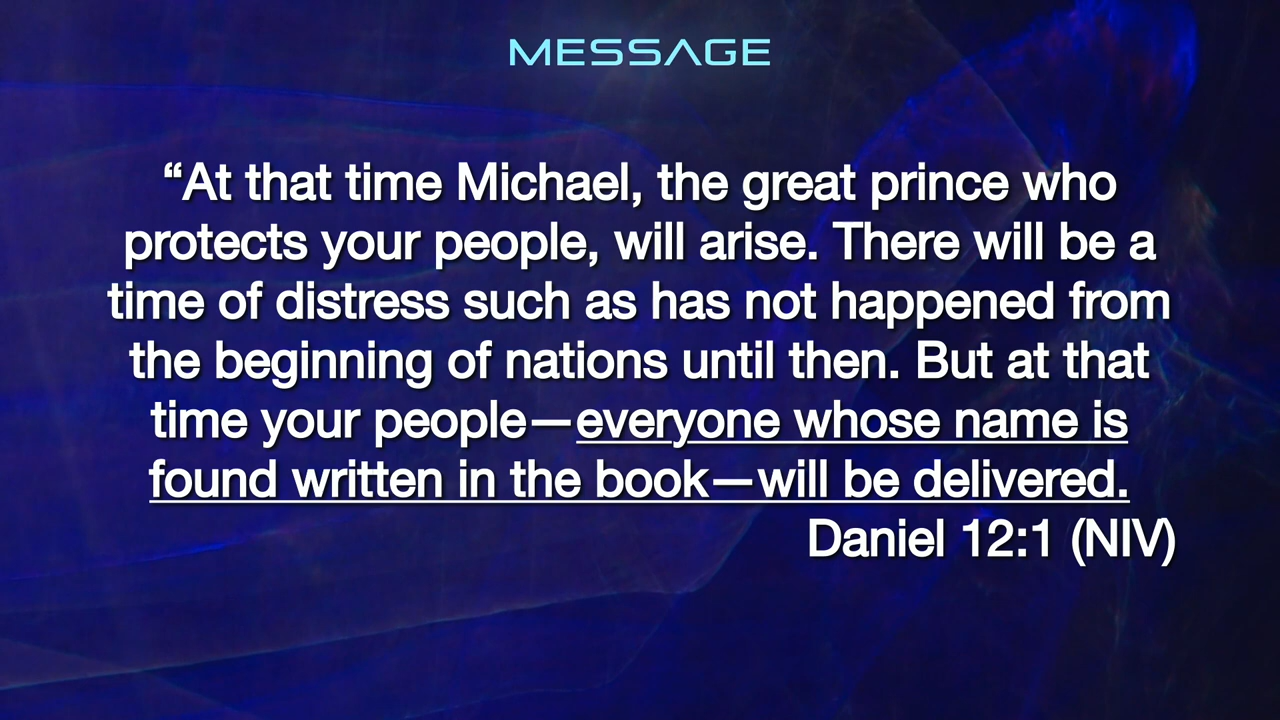 MESSAGE
“At that time Michael, the great prince who
protects your people, will arise. There will be a
time of distress such as has not happened from
the beginning of nations until then. But at that
time your people—everyone whose name is
found written in the book—will be delivered.
Daniel 12:1 (NIV)